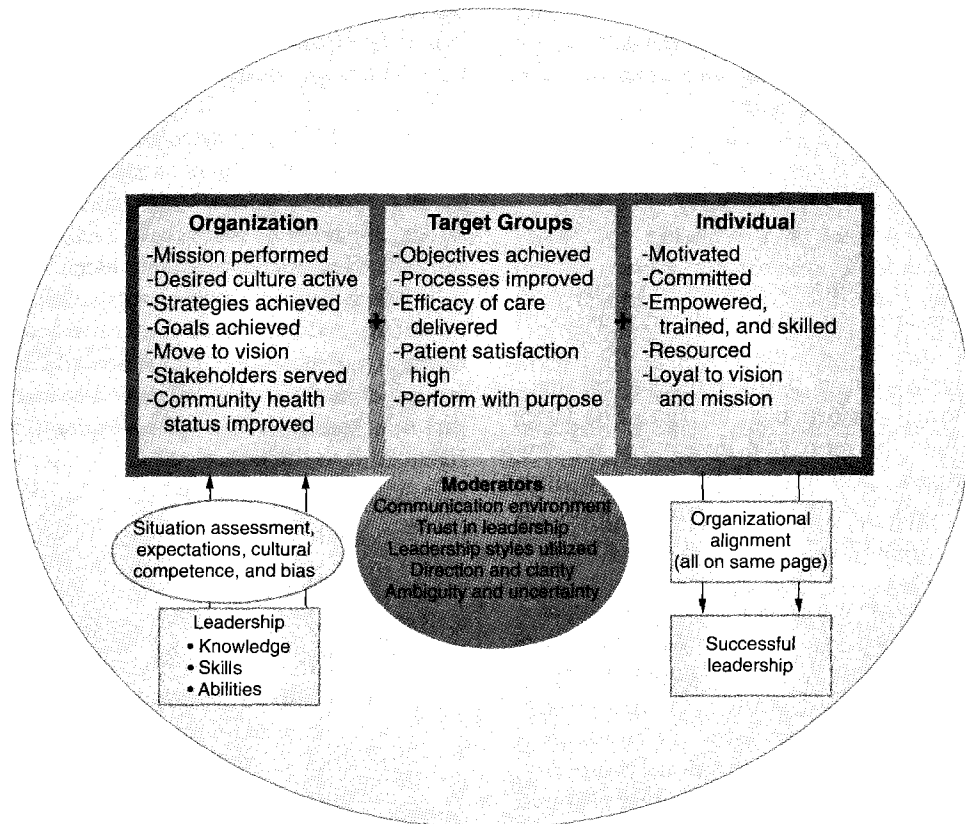 Organization
-Mission performed
-Desired culture active
-Strategies achieved
-Goals achieved
-Move to vision
-Stakeholders served
-Community health
status improved
+
Target Groups
-Objectives achieved
-Processes improved
-Efficacy of care
delivered
-Patient satisfaction
high
-Perform with purpose
+
Individual
-Motivated
-Committed
-Empowered,
trained, and skilled
-Resourced
-Loyal to vision
and mission
Situation assessment,
expectations, cultural
competence, and bias
Leadership
• Knowledge
• Skills
• Abilities
Moderators
Communication environment
Trust in leadership
Leadership styles utilized
Direction and clarity
Ambiguity and uncertainty
Organizational
alignment
(all on same page)
Successful
leadership